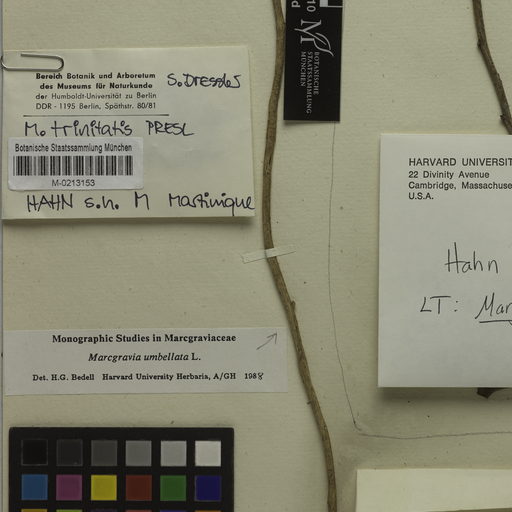 Bereich Botanik und Arboretum
des Museums für Naturkunde
der Humboldt-Universität zu Berlin
DDR - 1195 Berlin, Späthstr. 80/81
S. Dressler
M. trinitatis PRESL
Botanische Staatssammlung München
M-0213153
HAHN s.n. M Martinique
Monographic Studies in Marcgraviaceae
Marcgravia umbellata L.
Det. H.G. Bedell Harvard University Herbaria, A/GH 1988
10
M
BOTANISCHE
STAATSSAMMLUNG
MÜNCHEN
HARVARD UNIVERSIT
22 Divinity Avenue
Cambridge, Massachuse
U.S.A.
Hahn
LT: Mar